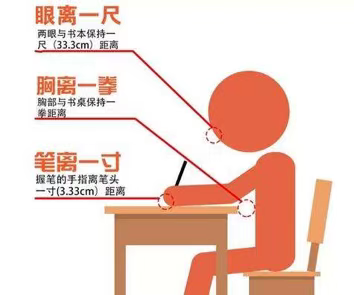 眼离一尺
两眼与书本保持一
尺(33.3cm)距离
胸离一拳
胸部与书桌保持一
拳距离
笔离一寸
握笔的手指离笔头
一寸(3.33cm)距离